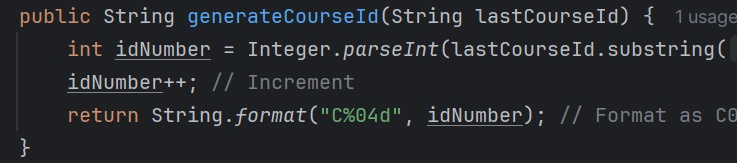 public String generateCourseId(String lastCourseId) { 1 usage
int idNumber = Integer.parseInt(lastCourseId.substring(
idNumber++; // Increment
return String.format("C%04d", idNumber); // Format as C0
}